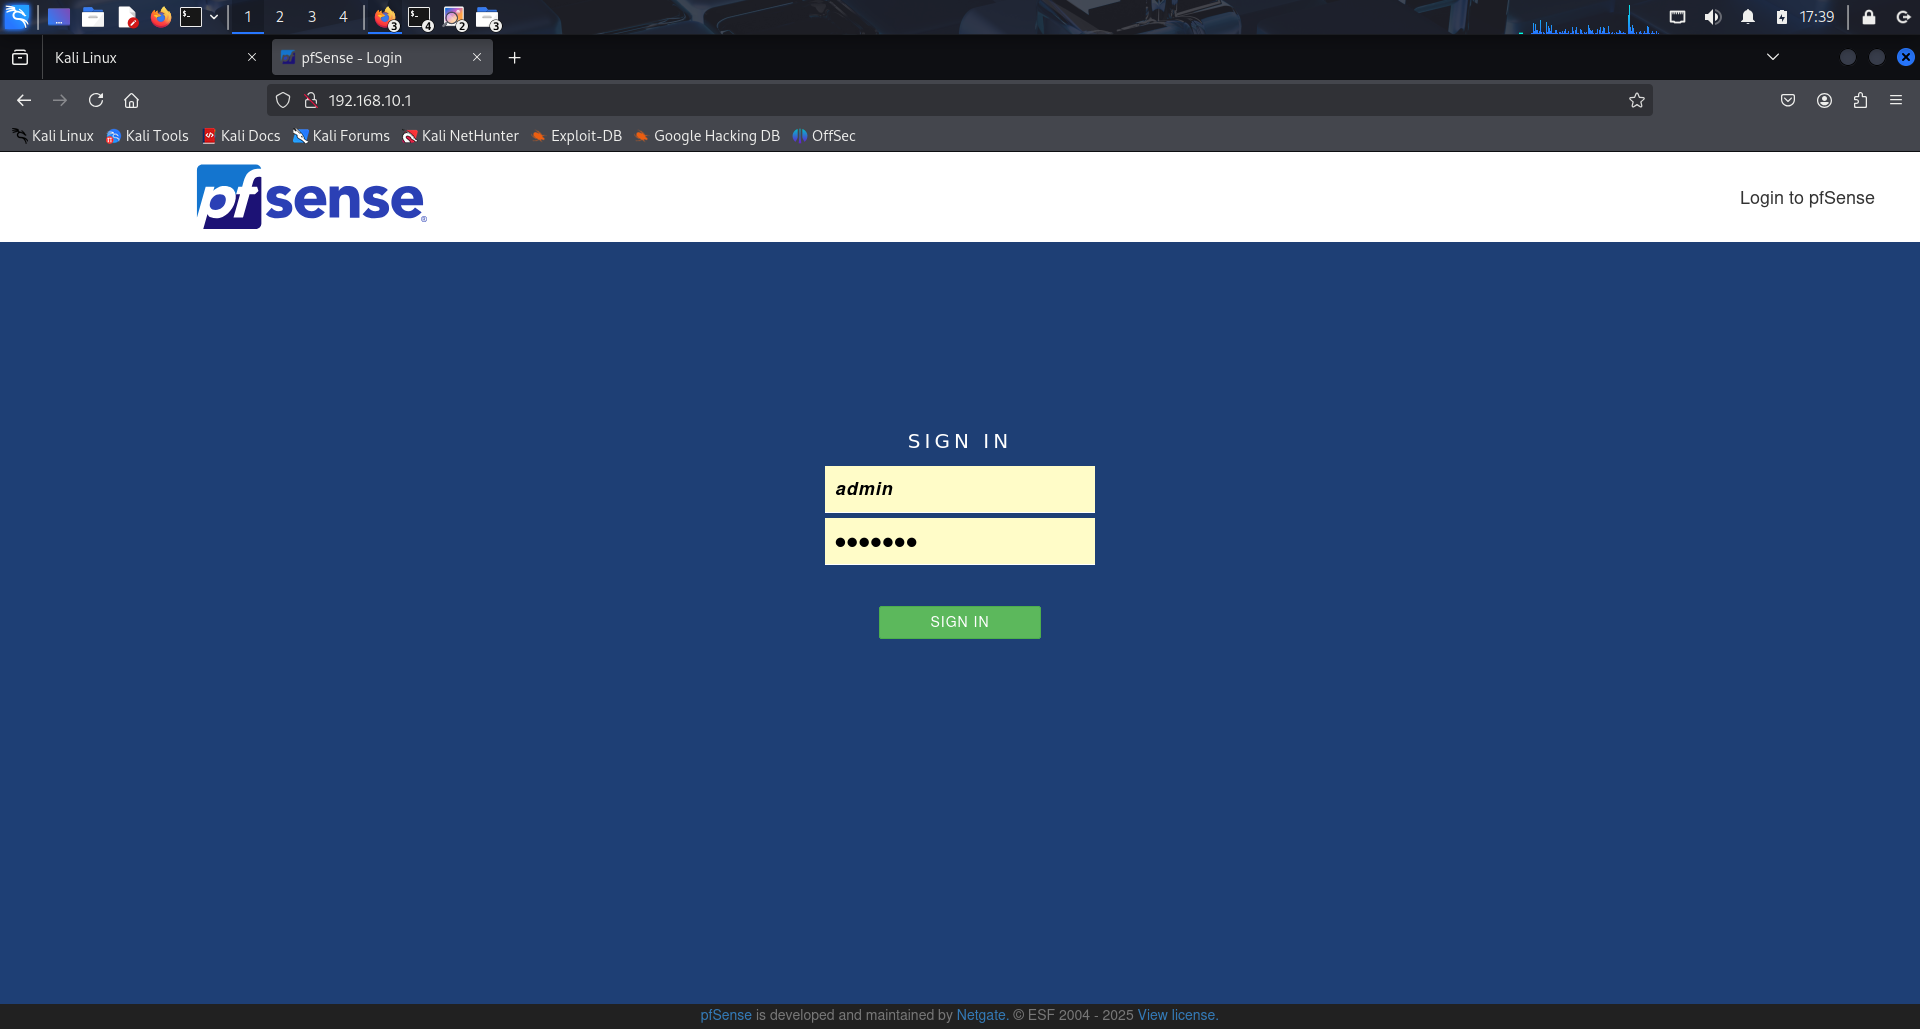 1 2 3 4 3 4 2 3 17:39
Kali Linux pfSense - Login
192.168.10.1
Kali Linux Kali Tools Kali Docs Kali Forums Kali NetHunter Exploit-DB Google Hacking DB OffSec
pfsense®
Login to pfSense
SIGN IN
admin
●●●●●●●
SIGN IN
pfSense is developed and maintained by Netgate. © ESF 2004 - 2025 View license.